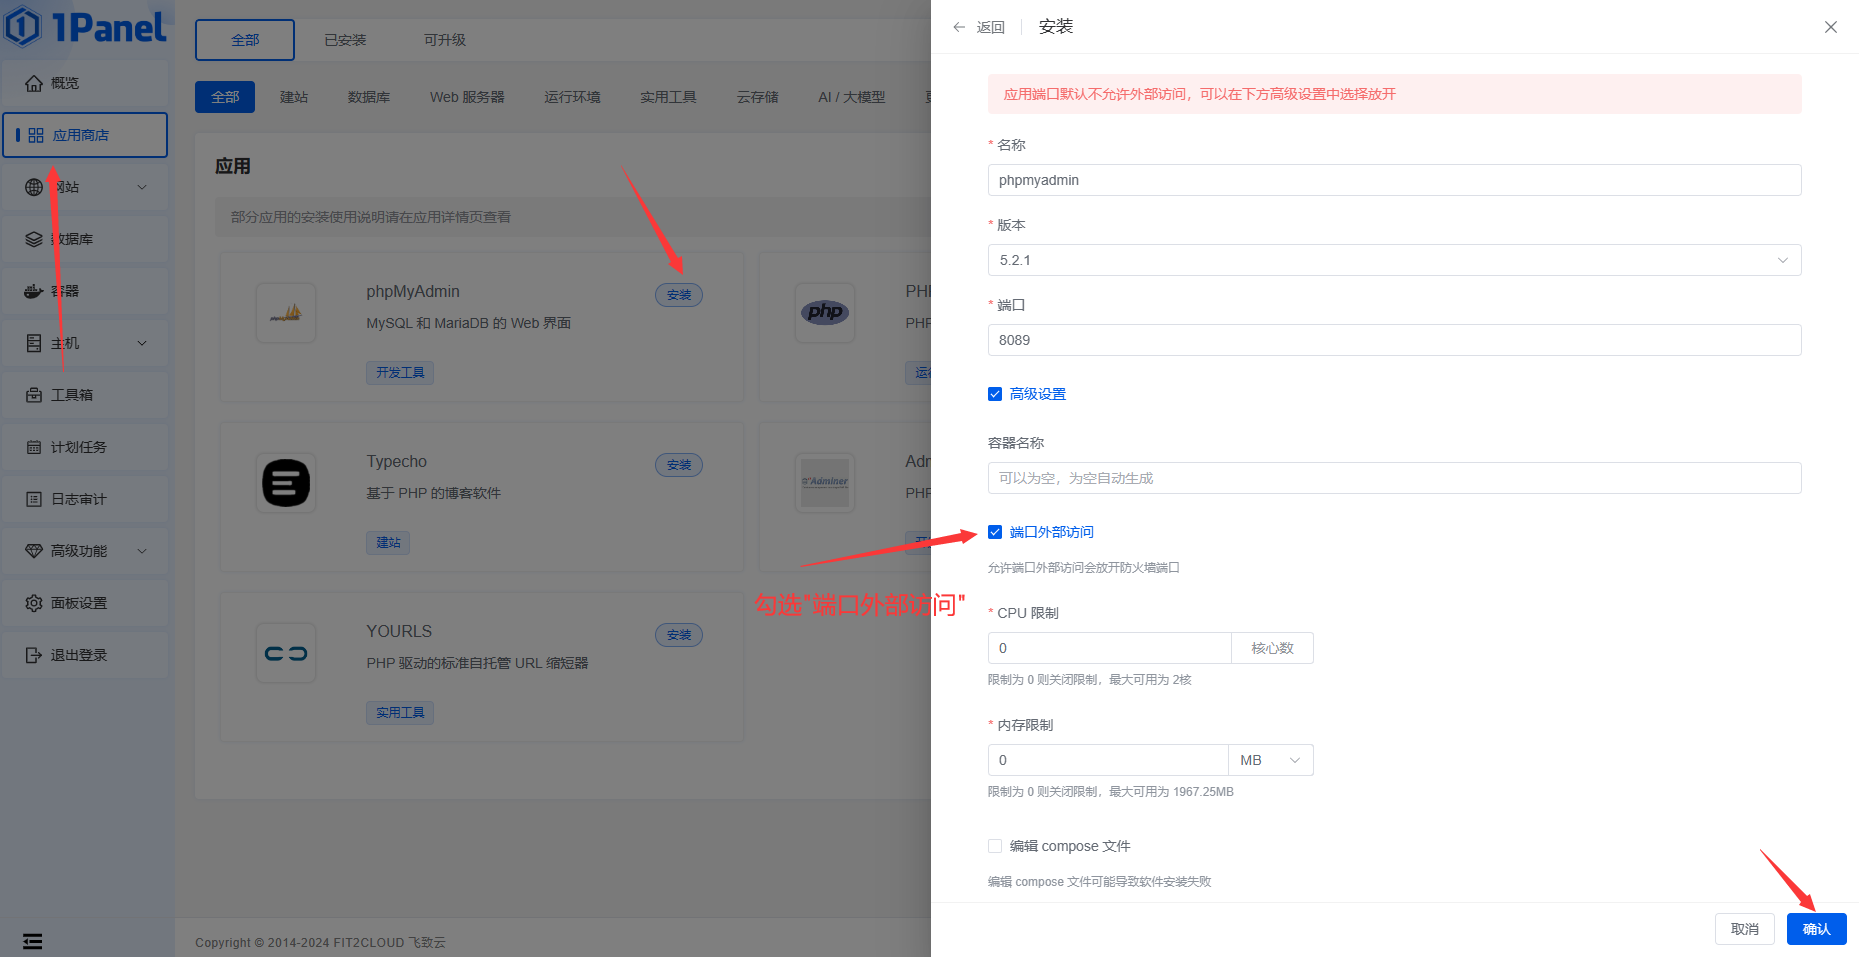 1Panel
概览
应用商店
网站
数据库
容器
主机
工具箱
计划任务
日志审计
高级功能
面板设置
退出登录
全部
已安装
可升级
全部
建站
数据库
Web 服务器
运行环境
实用工具
云存储
AI / 大模型
应用
部分应用的安装使用说明请在应用详情页查看
phpMyAdmin
安装
MySQL 和 MariaDB 的 Web 界面
开发工具
php
Typecho
安装
基于 PHP 的博客软件
建站
Adminer
YOURLS
安装
PHP 驱动的标准自托管 URL 缩短器
实用工具
勾选"端口外部访问"
Copyright © 2014-2024 FIT2CLOUD 飞致云
返回
安装
应用端口默认不允许外部访问，可以在下方高级设置中选择放开
* 名称
phpmyadmin
* 版本
5.2.1
* 端口
8089
高级设置
容器名称
可以为空，为空自动生成
端口外部访问
允许端口外部访问会放开防火墙端口
* CPU 限制
0 核心数
限制为 0 则关闭限制，最大可用为 2核
* 内存限制
0 MB
限制为 0 则关闭限制，最大可用为 1967.25MB
编辑 compose 文件
编辑 compose 文件可能导致软件安装失败
取消
确认